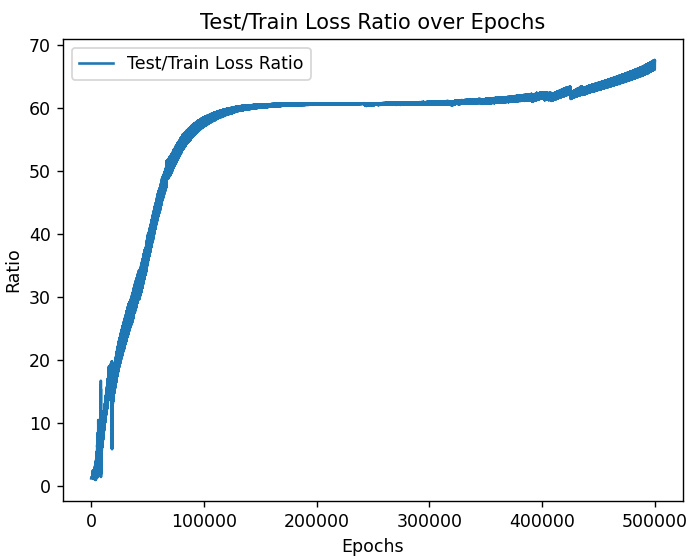 Test/Train Loss Ratio over Epochs
Test/Train Loss Ratio
70
60
50
40
30
20
10
0
Ratio
0 100000 200000 300000 400000 500000
Epochs